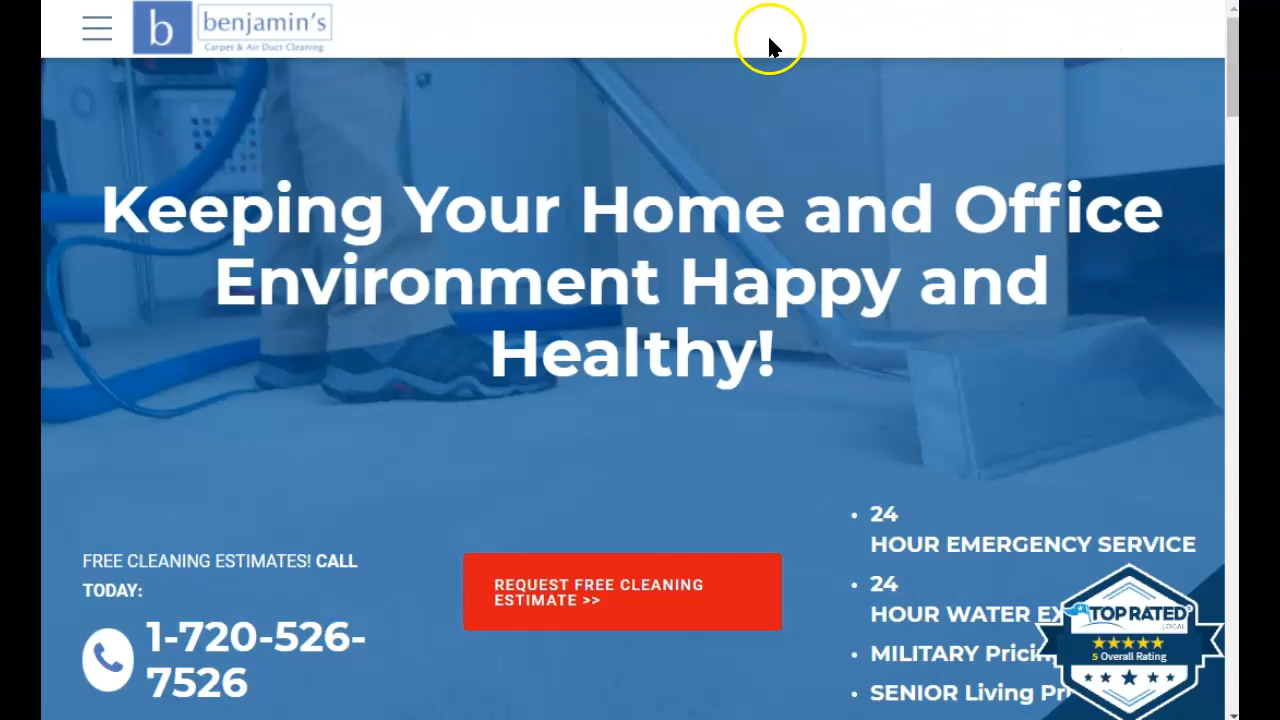 b
benjamin's
Carpet & Air Duct Cleaning
Keeping Your Home and Office
Environment Happy and
Healthy!
FREE CLEANING ESTIMATES! CALL
TODAY:
1-720-526-
7526
REQUEST FREE CLEANING
ESTIMATE >>
• 24
HOUR EMERGENCY SERVICE
• 24
HOUR WATER
• MILITARY
• SENIOR Living
TOP RATED
LOCAL
5 Overall Rating